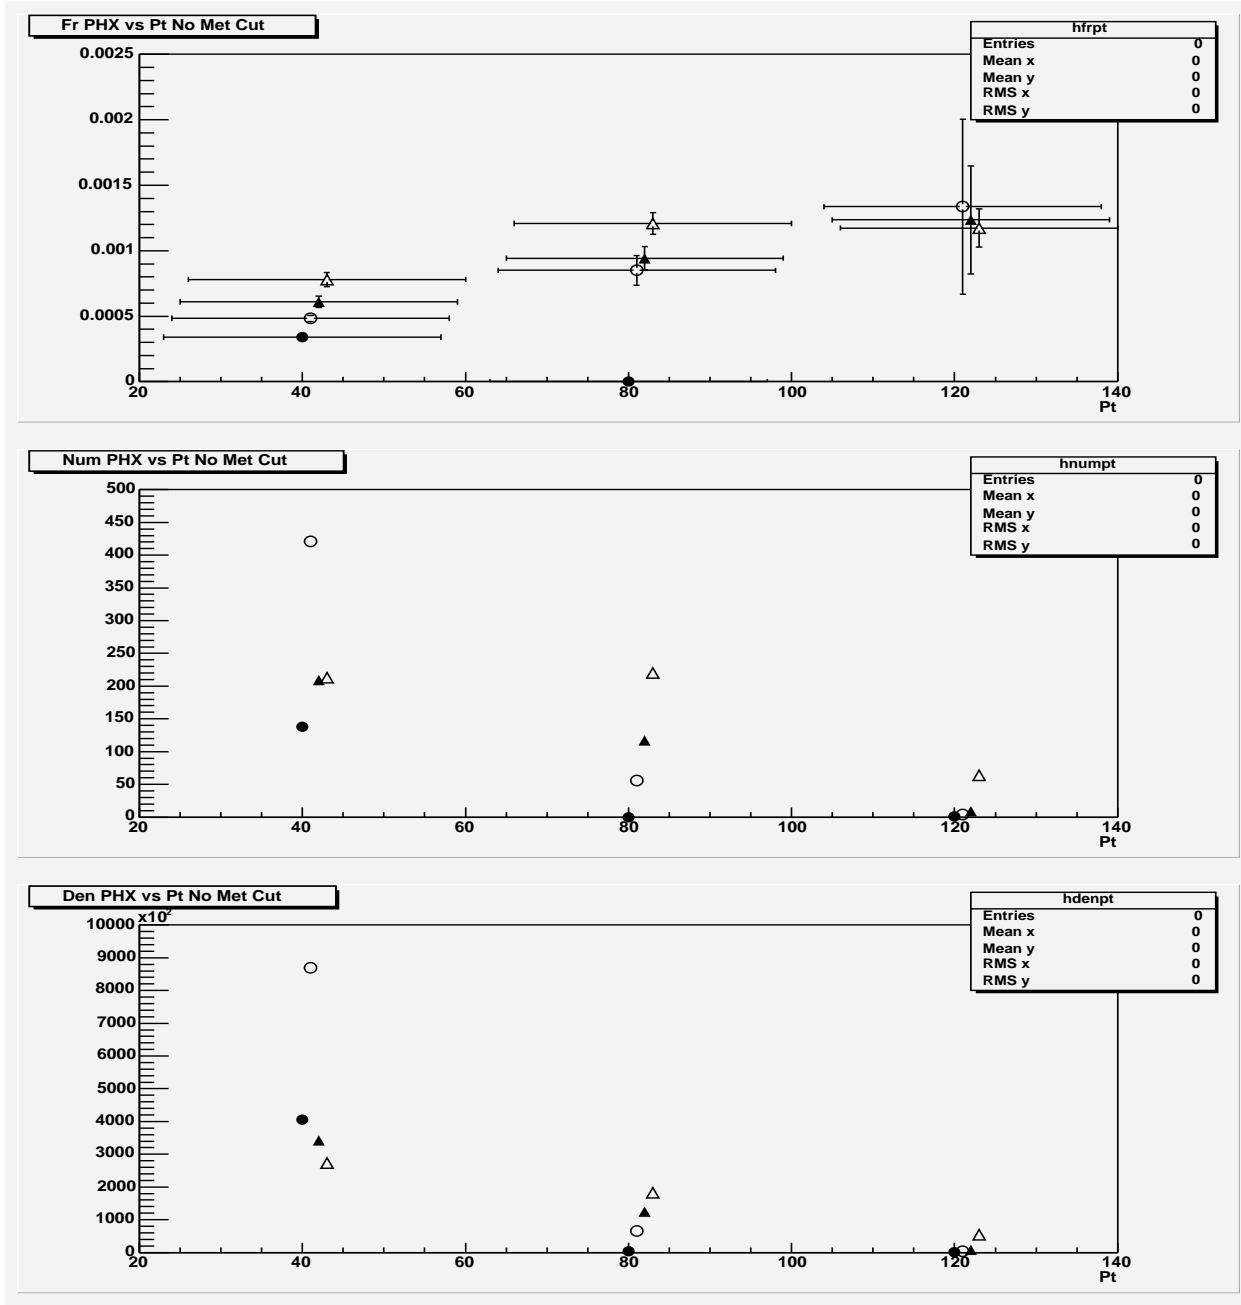 Fr PHX vs Pt No Met Cut
hfrpt
Entries 0
Mean x 0
Mean y 0
RMS x 0
RMS y 0
0.0025
0.002
0.0015
0.001
0.0005
0
20 40 60 80 100 120 140
Pt
Num PHX vs Pt No Met Cut
hnumpt
Entries 0
Mean x 0
Mean y 0
RMS x 0
RMS y 0
500
450
400
350
300
250
200
150
100
50
0
20 40 60 80 100 120 140
Pt
Den PHX vs Pt No Met Cut
hdenpt
Entries 0
Mean x 0
Mean y 0
RMS x 0
RMS y 0
x10²
10000
9000
8000
7000
6000
5000
4000
3000
2000
1000
0
20 40 60 80 100 120 140
Pt